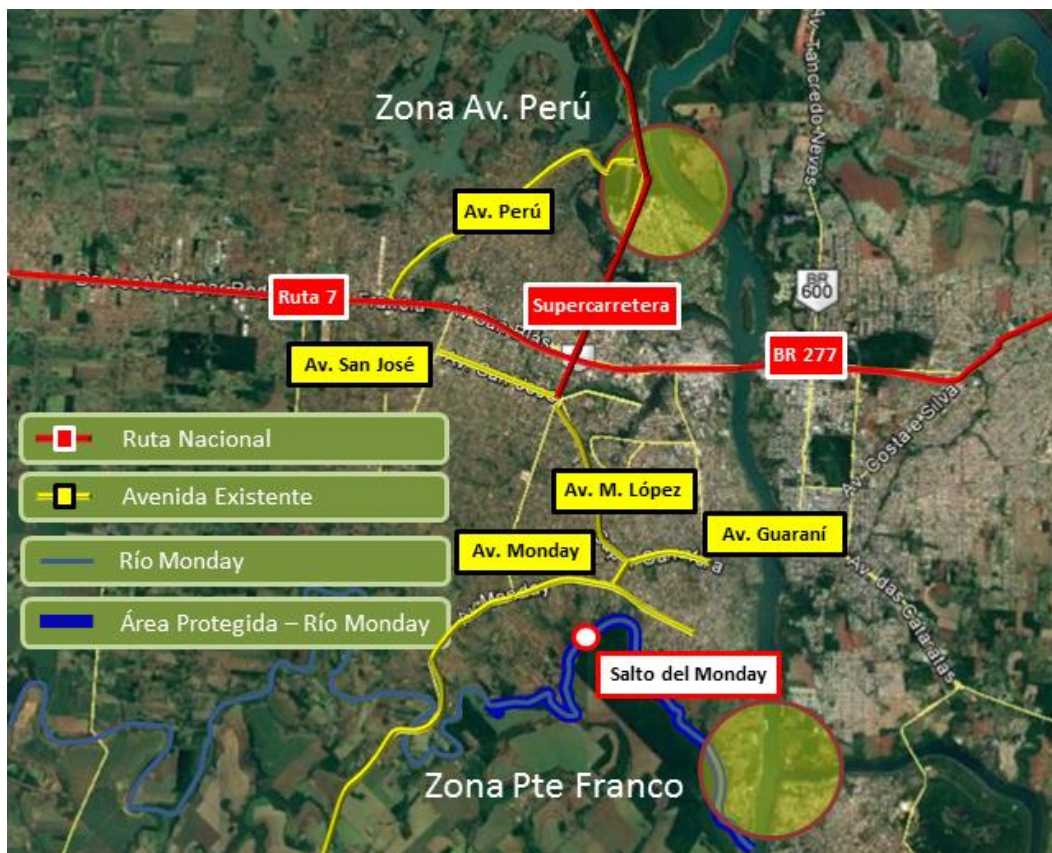 Av. Tancredo Neves
Zona Av. Perú
Av. Perú
BR
600
Ruta 7
Supercarretera
BR 277
Av. San José
Av. Costa e Silva
Ruta Nacional
Avenida Existente
Av. M. López
Av. Monday
Av. Guaraní
Río Monday
Av. das Cataratas
Área Protegida – Río Monday
Salto del Monday
Zona Pte Franco